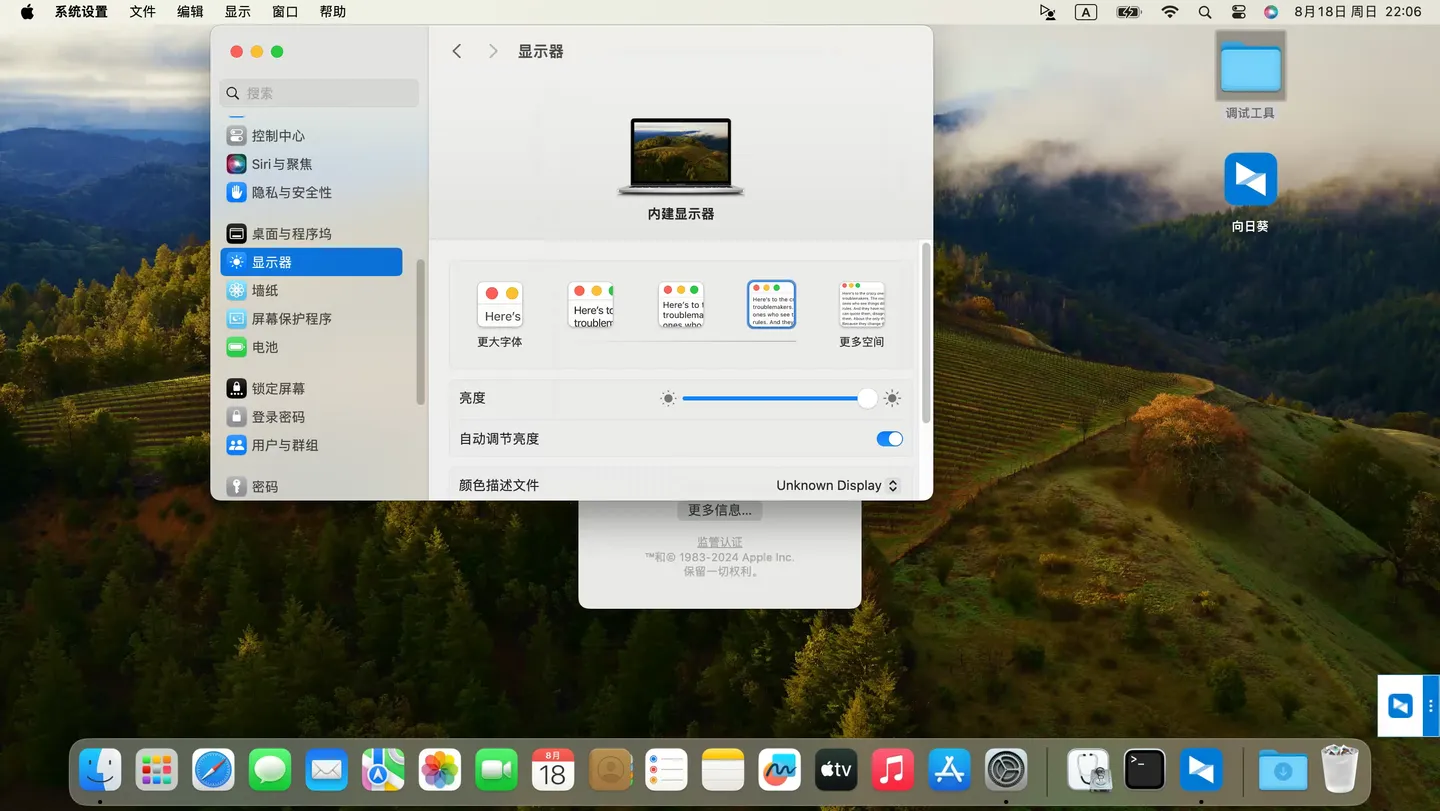 系统设置 文件 编辑 显示 窗口 帮助
A
8月18日 周日 22:06
搜索
控制中心
Siri与聚焦
隐私与安全性
桌面与程序坞
显示器
墙纸
屏幕保护程序
电池
锁定屏幕
登录密码
用户与群组
密码
显示器
内建显示器
Here's
更大字体
Here's to
troublem
Here's to t
troublema
ones who
Here's to the c
troublemakers.
ones who see t
rules. And they
更多空间
亮度
自动调节亮度
颜色描述文件
Unknown Display
更多信息...
监管认证
™和© 1983-2024 Apple Inc.
保留一切权利。
调试工具
向日葵
8月
18
tv
>_